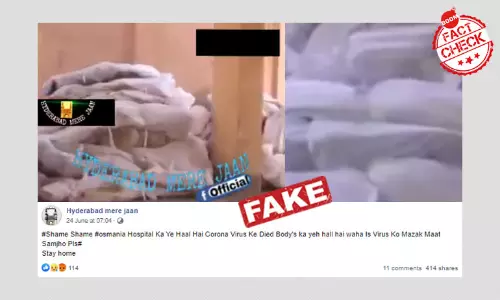 BOOM
FACT
CHECK
HYDERABAD MERE JAAN
HYDERABAD MERE JAAN
f Official
FAKE
Hyderabad mere jaan
24 June at 07:04 ·
#Shame Shame #osmania Hospital Ka Ye Haal Hai Corona Virus Ke Died Body's ka yeh hall hai waha Is Virus Ko Mazak Maat
Samjho Pls#
Stay home
114
11 comments 414 shares